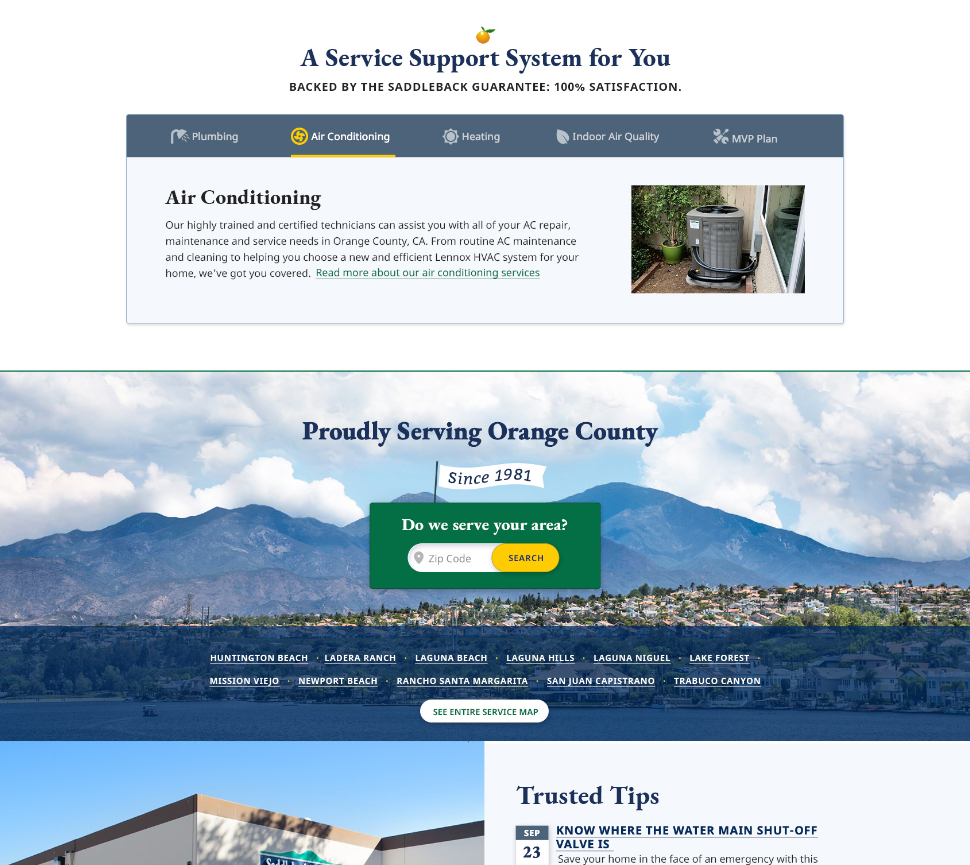 A Service Support System for You
BACKED BY THE SADDLEBACK GUARANTEE: 100% SATISFACTION.
Plumbing Air Conditioning Heating Indoor Air Quality MVP Plan
Air Conditioning
Our highly trained and certified technicians can assist you with all of your AC repair,
maintenance and service needs in Orange County, CA. From routine AC maintenance
and cleaning to helping you choose a new and efficient Lennox HVAC system for your
home, we've got you covered. Read more about our air conditioning services
Proudly Serving Orange County
Since 1981
Do we serve your area?
Zip Code SEARCH
HUNTINGTON BEACH · LADERA RANCH · LAGUNA BEACH · LAGUNA HILLS · LAGUNA NIGUEL · LAKE FOREST ·
MISSION VIEJO · NEWPORT BEACH · RANCHO SANTA MARGARITA · SAN JUAN CAPISTRANO · TRABUCO CANYON
SEE ENTIRE SERVICE MAP
Trusted Tips
SEP
23
KNOW WHERE THE WATER MAIN SHUT-OFF
VALVE IS
Save your home in the face of an emergency with this